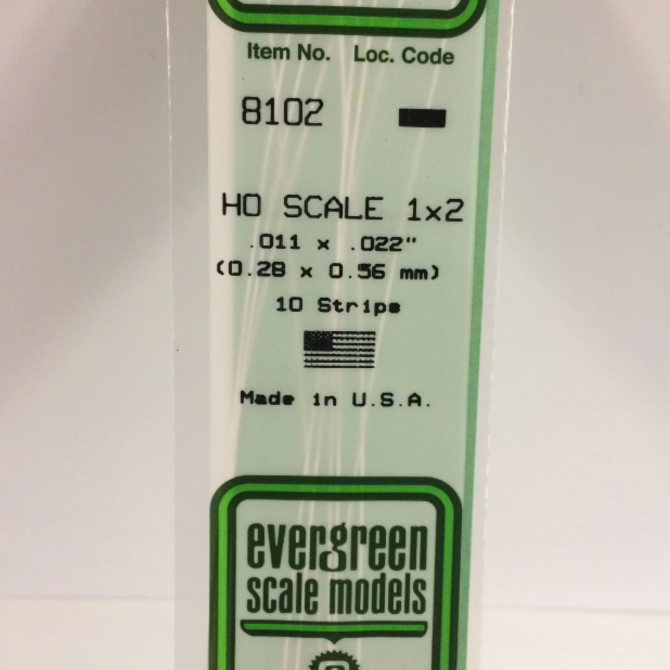 Item No. Loc. Code
8102
HO SCALE 1x2
.011 x .022"
(0.28 x 0.56 mm)
10 Strips
Made in U.S.A.
evergreen
scale models